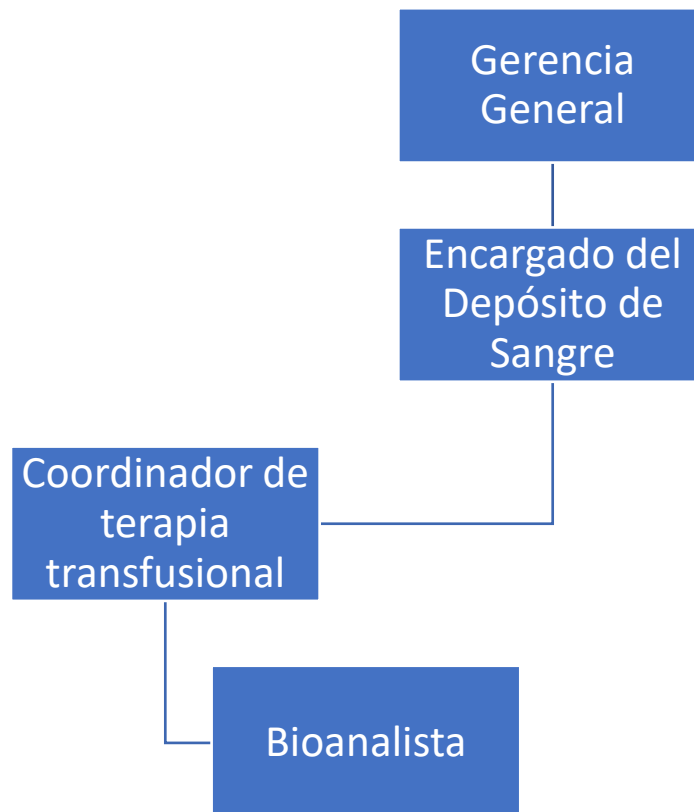 Gerencia
General
Encargado del
Depósito de
Sangre
Coordinador de
terapia
transfusional
Bioanalista